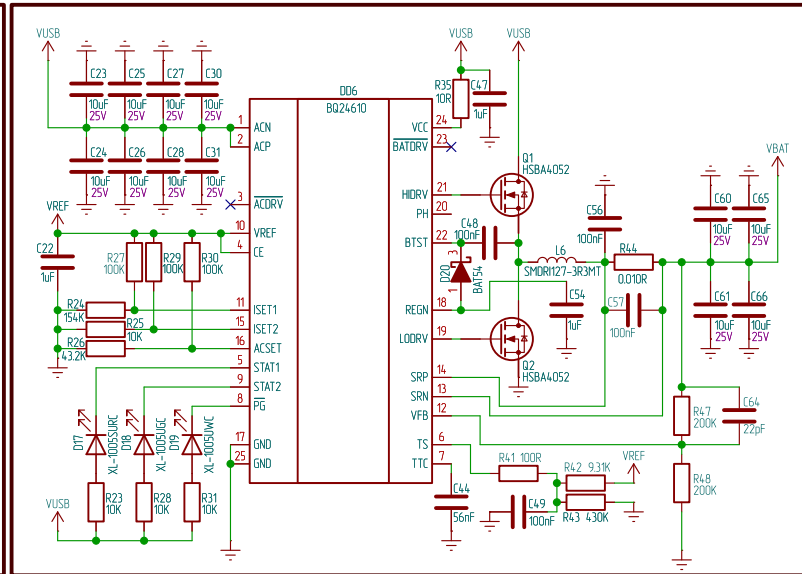 VUSB
VUSB
VUSB
C23
10uF
25V
C25
10uF
25V
C27
10uF
25V
C30
10uF
25V
C24
10uF
25V
C26
10uF
25V
C28
10uF
25V
C31
10uF
25V
DD6
BQ24610
R35
10R
C47
1uF
1 ACN
2 ACP
3 ACDRV
10 VREF
4 CE
11 ISET1
15 ISET2
16 ACSET
5 STAT1
9 STAT2
8 PG
17 GND
25 GND
VCC 24
BATDRV 23
HIDRV 21
PH 20
BTST 22
REGN 18
LODRV 19
SRP 14
SRN 13
VFB 12
TS 6
TTC 7
VREF
C22
1uF
R27
100K
R29
100K
R30
100K
R24
154K
R25
10K
R26
43.2K
D17
XL-1005SURC
D18
XL-1005UGC
D19
XL-1005UWC
R23
10K
R28
10K
R31
10K
VUSB
Q1
HSBA4052
C48
100nF
D20
3
1
BAT54
L6
SMDRI127-3R3MT
C56
100nF
R44
0.010R
C54
1uF
C57
100nF
Q2
HSBA4052
VBAT
C60
10uF
25V
C65
10uF
25V
C61
10uF
25V
C66
10uF
25V
R47
200K
C64
22pF
R48
200K
R41 100R
R42 9.31K
VREF
C44
56nF
C49
100nF
R43 430K